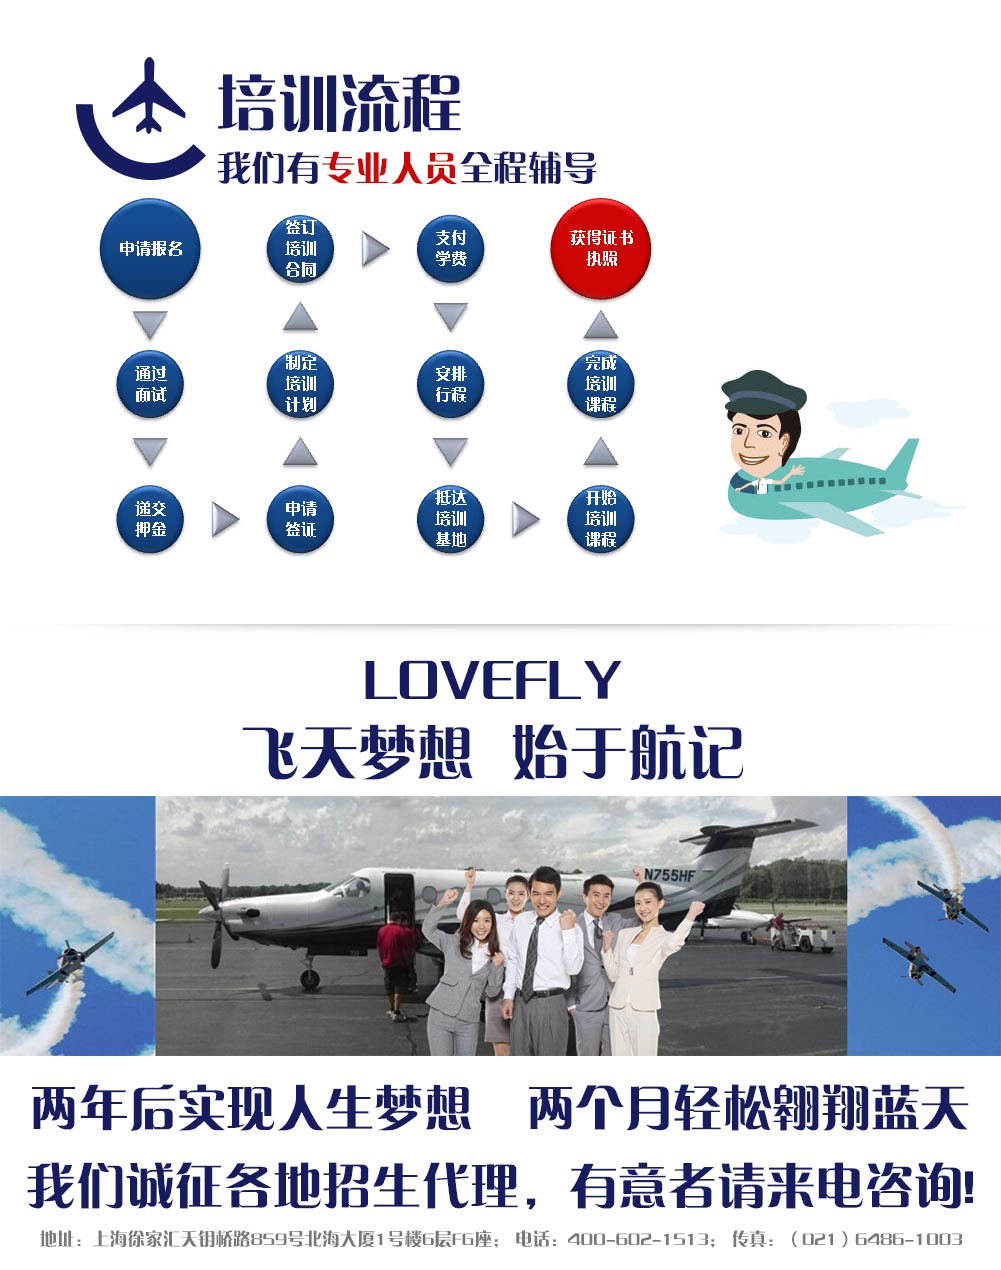 培训流程
我们有专业人员全程辅导
申请报名
通过
面试
递交
押金
申请
签证
制定
培训
计划
签订
培训
合同
支付
学费
安排
行程
抵达
培训
基地
开始
培训
课程
完成
培训
课程
获得证书
执照
LOVEFLY
飞天梦想 始于航记
N755HF
两年后实现人生梦想 两个月轻松翱翔蓝天
我们诚征各地招生代理，有意者请来电咨询!
地址：上海徐家汇天钥桥路859号北海大厦1号楼6层F6座； 电话：400-602-1513； 传真：（021）6486-1003